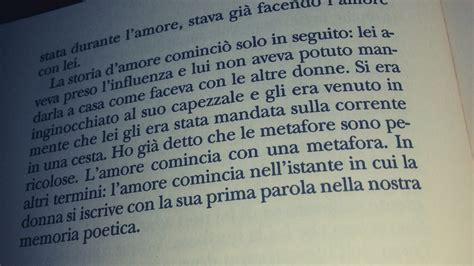 stata durante l'amore, stava già facendo l'amore
con lei.
La storia d'amore cominciò solo in seguito: lei a-
veva preso l'influenza e lui non aveva potuto man-
darla a casa come faceva con le altre donne. Si era
inginocchiato al suo capezzale e gli era venuto in
mente che lei gli era stata mandata sulla corrente
in una cesta. Ho già detto che le metafore sono pe-
ricolose. L'amore comincia con una metafora. In
altri termini: l'amore comincia nell'istante in cui la
donna si iscrive con la sua prima parola nella nostra
memoria poetica.